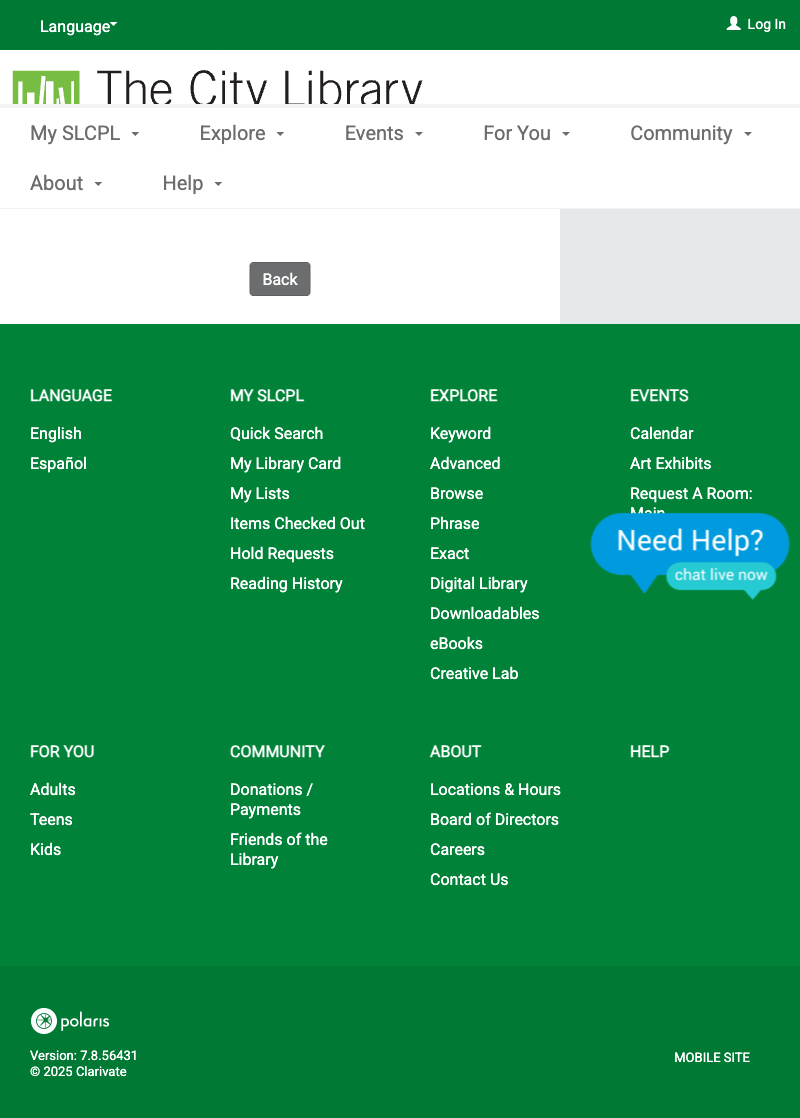 Language
Log In
The City Library
My SLCPL
Explore
Events
For You
Community
About
Help
Back
LANGUAGE
English
Español
MY SLCPL
Quick Search
My Library Card
My Lists
Items Checked Out
Hold Requests
Reading History
EXPLORE
Keyword
Advanced
Browse
Phrase
Exact
Digital Library
Downloadables
eBooks
Creative Lab
EVENTS
Calendar
Art Exhibits
Request A Room:
Main
Need Help?
chat live now
FOR YOU
Adults
Teens
Kids
COMMUNITY
Donations /
Payments
Friends of the
Library
ABOUT
Locations & Hours
Board of Directors
Careers
Contact Us
HELP
polaris
Version: 7.8.56431
© 2025 Clarivate
MOBILE SITE